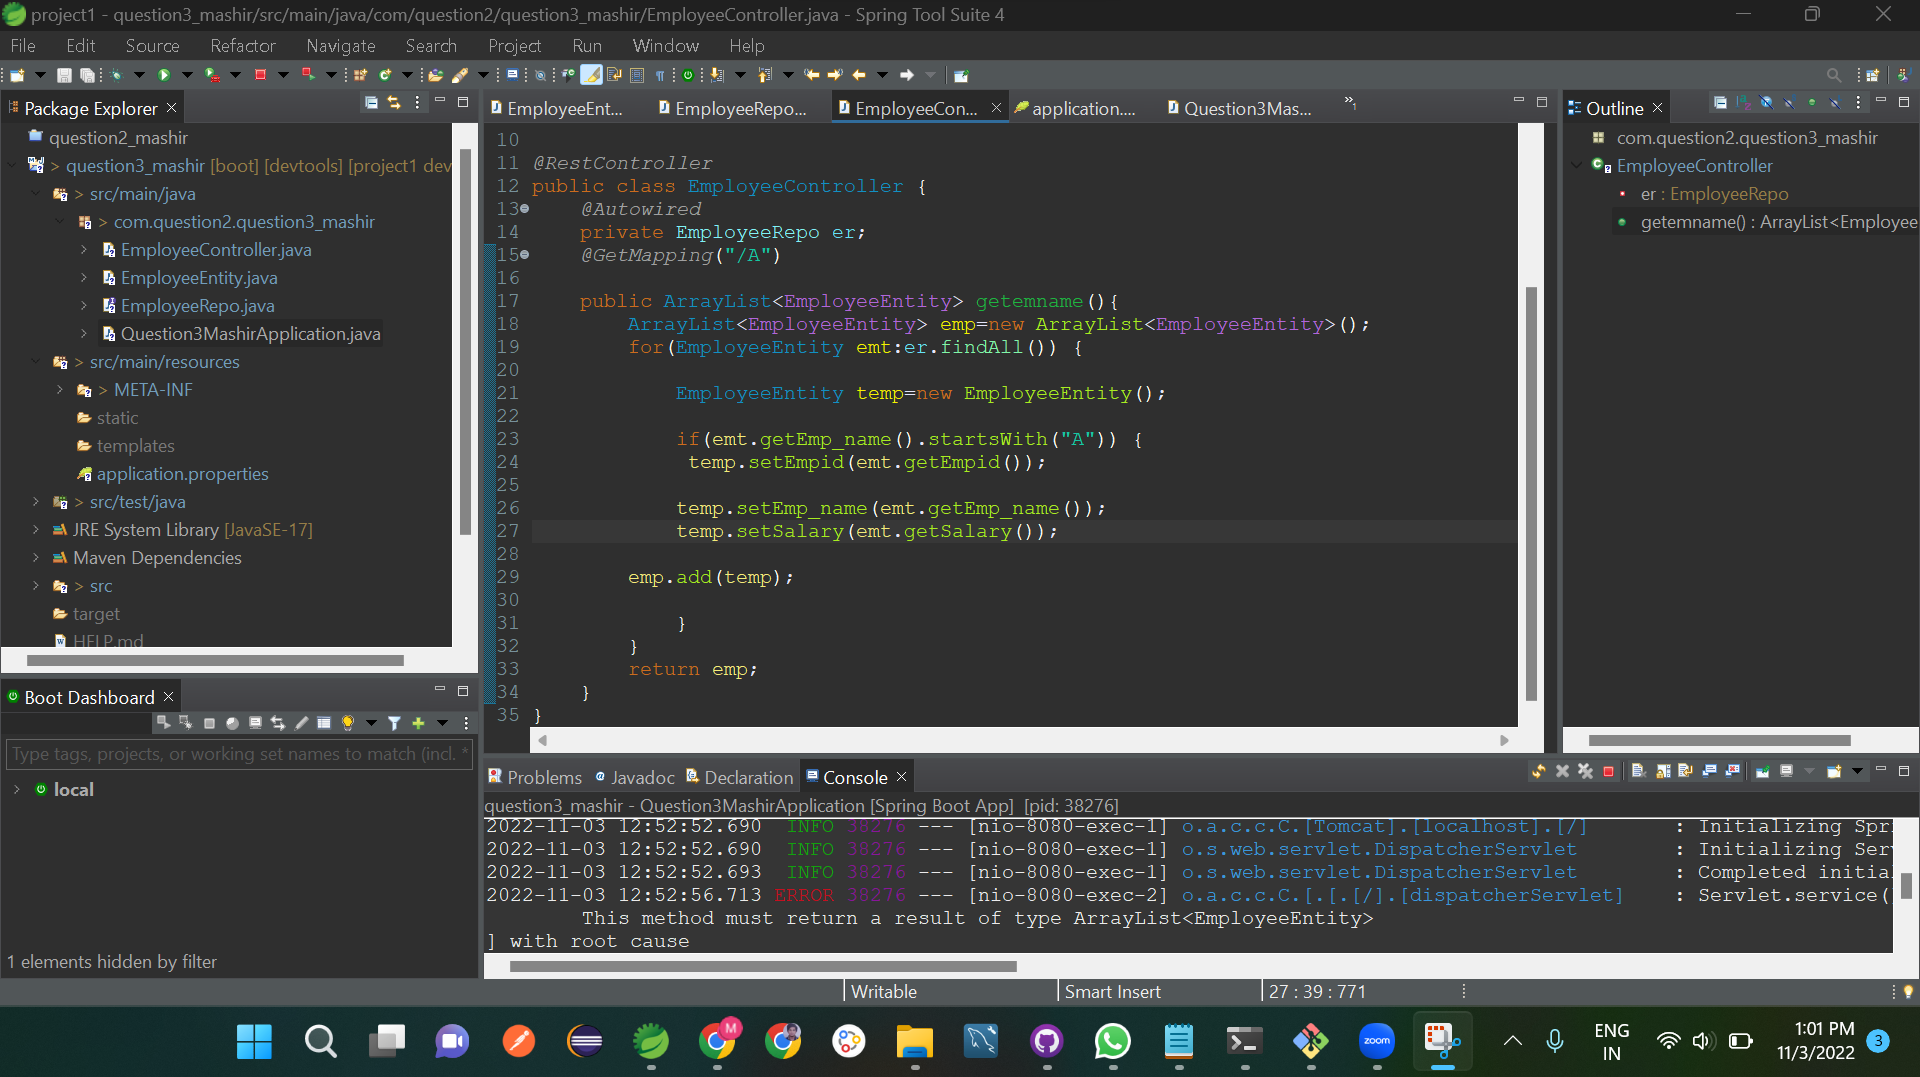 project1 - question3_mashir/src/main/java/com/question2/question3_mashir/EmployeeController.java - Spring Tool Suite 4
File Edit Source Refactor Navigate Search Project Run Window Help
Package Explorer
question2_mashir
> question3_mashir [boot] [devtools] [project1 dev
> src/main/java
> com.question2.question3_mashir
EmployeeController.java
EmployeeEntity.java
EmployeeRepo.java
Question3MashirApplication.java
> src/main/resources
> META-INF
static
templates
application.properties
> src/test/java
JRE System Library [JavaSE-17]
Maven Dependencies
> src
target
HELP.md
Boot Dashboard
Type tags, projects, or working set names to match (incl. *
local
1 elements hidden by filter
EmployeeEnt... EmployeeRepo... EmployeeCon... application.... Question3Mas... »1
10
11 @RestController
12 public class EmployeeController {
13 @Autowired
14 private EmployeeRepo er;
15 @GetMapping("/A")
16
17 public ArrayList<EmployeeEntity> getemname(){
18 ArrayList<EmployeeEntity> emp=new ArrayList<EmployeeEntity>();
19 for(EmployeeEntity emt:er.findAll()) {
20
21 EmployeeEntity temp=new EmployeeEntity();
22
23 if(emt.getEmp_name().startsWith("A")) {
24 temp.setEmpid(emt.getEmpid());
25
26 temp.setEmp_name(emt.getEmp_name());
27 temp.setSalary(emt.getSalary());
28
29 emp.add(temp);
30
31 }
32 }
33 return emp;
34 }
35 }
Outline
com.question2.question3_mashir
EmployeeController
er : EmployeeRepo
getemname() : ArrayList<Employee
Problems Javadoc Declaration Console
question3_mashir - Question3MashirApplication [Spring Boot App] [pid: 38276]
2022-11-03 12:52:52.690 INFO 38276 --- [nio-8080-exec-1] o.a.c.c.C.[Tomcat].[localhost].[/] : Initializing Spri
2022-11-03 12:52:52.690 INFO 38276 --- [nio-8080-exec-1] o.s.web.servlet.DispatcherServlet : Initializing Ser
2022-11-03 12:52:52.693 INFO 38276 --- [nio-8080-exec-1] o.s.web.servlet.DispatcherServlet : Completed initia
2022-11-03 12:52:56.713 ERROR 38276 --- [nio-8080-exec-2] o.a.c.c.C.[.[.[/].[dispatcherServlet] : Servlet.service(
This method must return a result of type ArrayList<EmployeeEntity>
] with root cause
Writable Smart Insert 27 : 39 : 771
M
zoom
ENG
IN
1:01 PM
11/3/2022
3